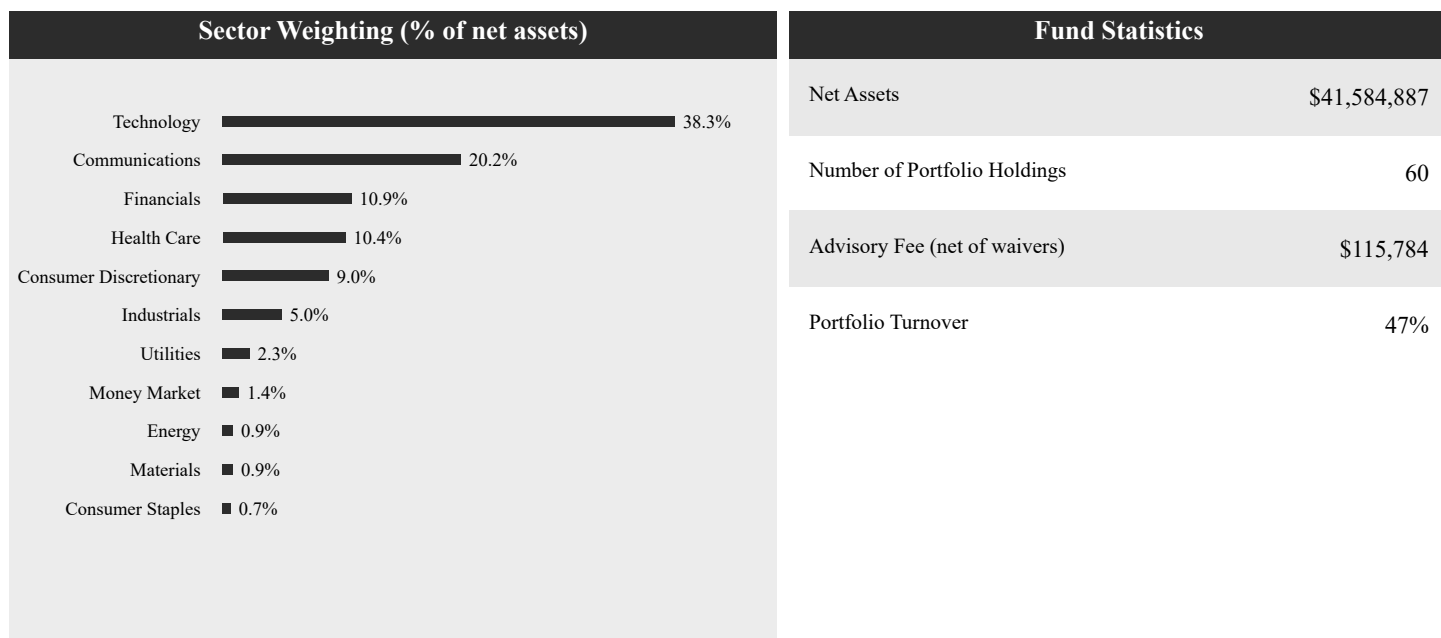 Sector Weighting (% of net assets)
Technology 38.3%
Communications 20.2%
Financials 10.9%
Health Care 10.4%
Consumer Discretionary 9.0%
Industrials 5.0%
Utilities 2.3%
Money Market 1.4%
Energy 0.9%
Materials 0.9%
Consumer Staples 0.7%
Fund Statistics
Net Assets $41,584,887
Number of Portfolio Holdings 60
Advisory Fee (net of waivers) $115,784
Portfolio Turnover 47%